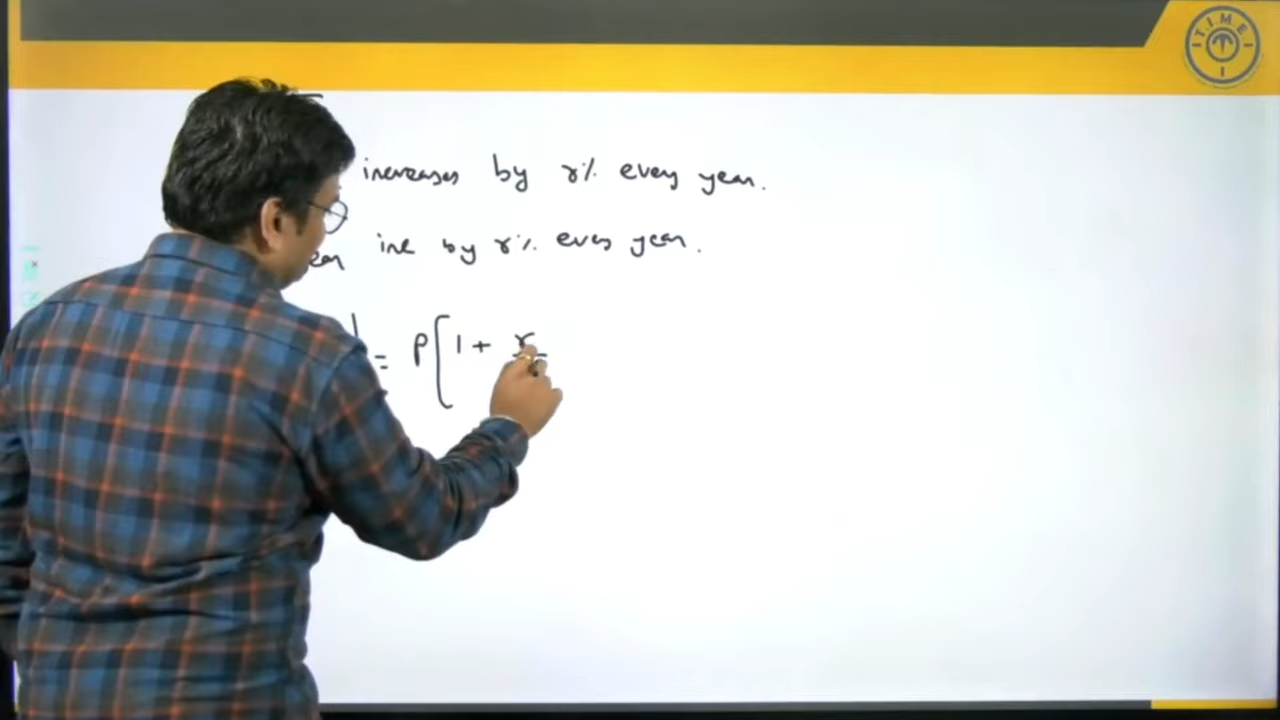 T.I.M.E
increases by r% every year.
inc by r% every year.
= P[1 + r